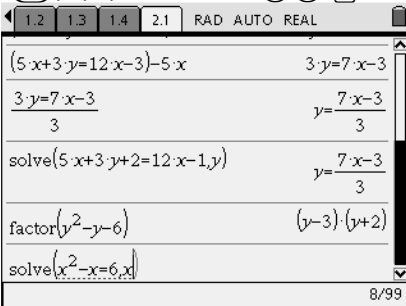 1.2 1.3 1.4 2.1 RAD AUTO REAL
(5·x+3·y=12·x−3)−5·x 3·y=7·x−3
3·y=7·x−3
3
y=7·x−3
3
solve(5·x+3·y+2=12·x−1,y) y=7·x−3
3
factor(y²−y−6) (y−3)·(y+2)
solve(x²−x=6,x)
8/99